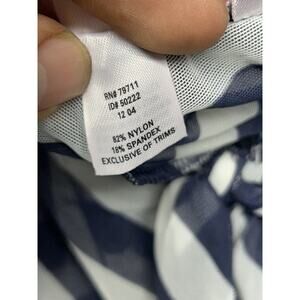 RN# 79711
ID# 50222
12 04
82% NYLON
18% SPANDEX
EXCLUSIVE OF TRIMS